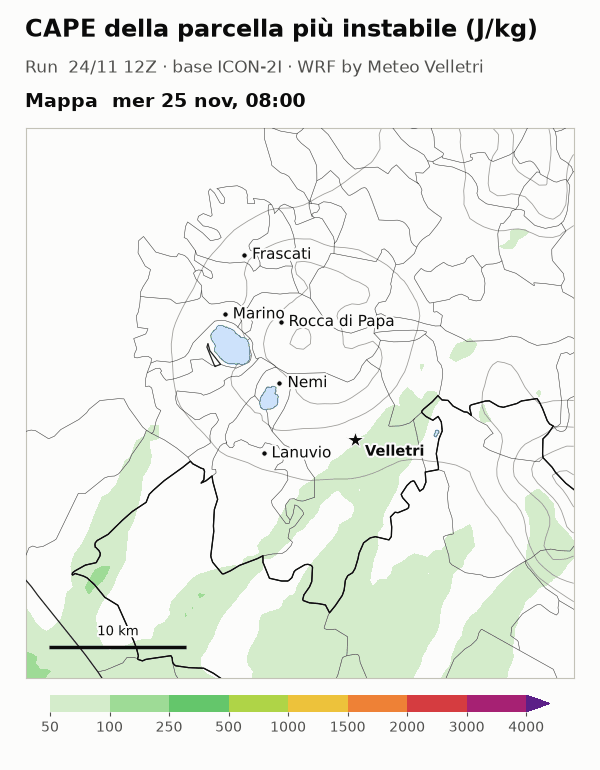 CAPE della parcella più instabile (J/kg)
Run  24/11 12Z · base ICON-2I · WRF by Meteo Velletri
Mappa  mer 25 nov, 08:00
Frascati
Marino
Rocca di Papa
Nemi
Velletri
Lanuvio
10 km
50 100 250 500 1000 1500 2000 3000 4000